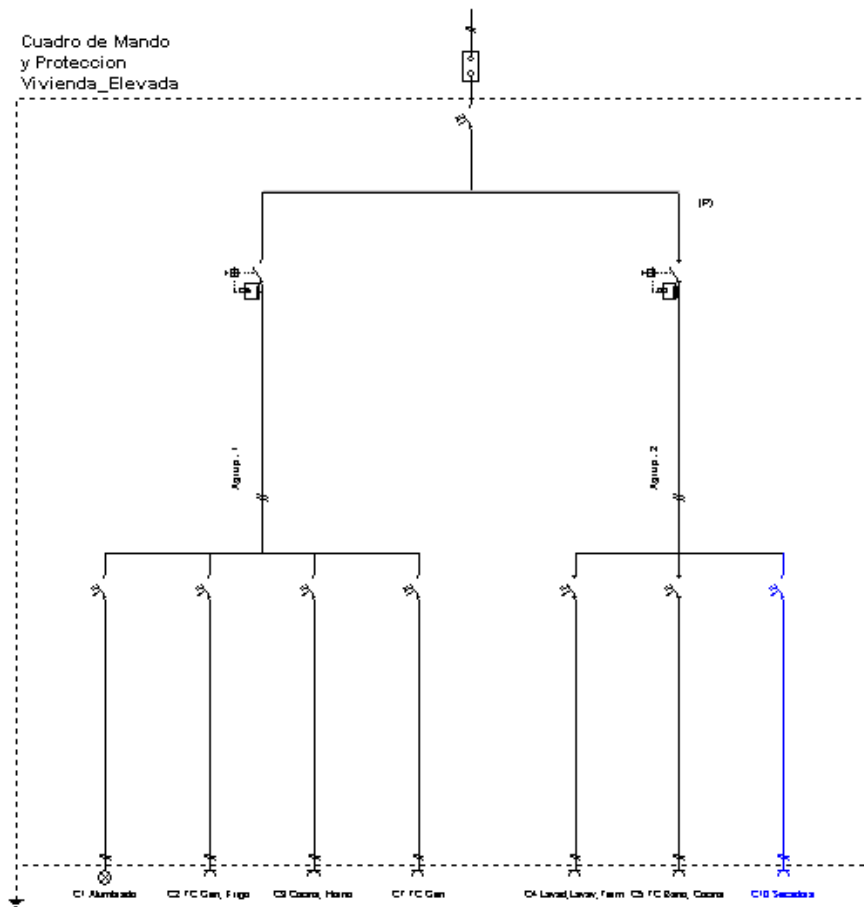 Cuadro de Mando
y Proteccion
Vivienda_Elevada
(P)
Agrup. 1
Agrup. 2
C1 Alumbrado
C2 TC Gen, Frigo
C3 Cocina, Horno
C7 TC Gen
C4 Lavad,Lavav,Term
C5 TC Bano, Cocina
C10 Secadora